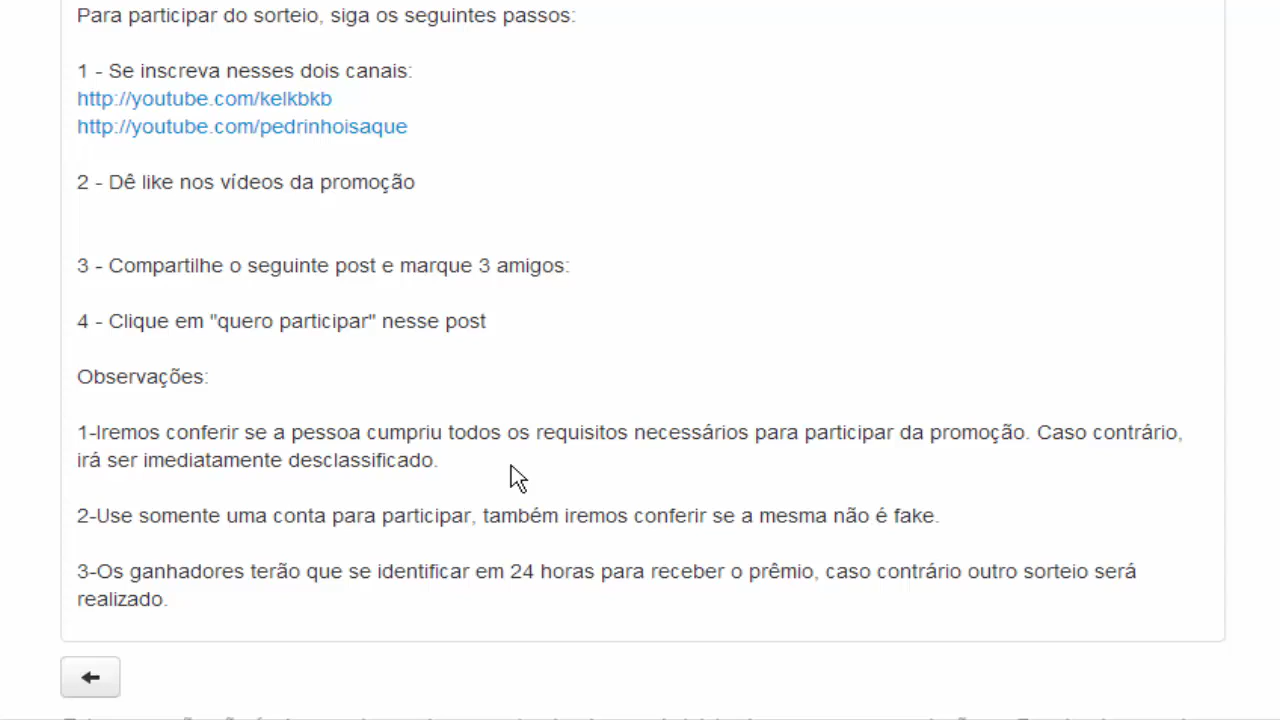 Para participar do sorteio, siga os seguintes passos:
1 - Se inscreva nesses dois canais:
http://youtube.com/kelkbkb
http://youtube.com/pedrinhoisaque
2 - Dê like nos vídeos da promoção
3 - Compartilhe o seguinte post e marque 3 amigos:
4 - Clique em "quero participar" nesse post
Observações:
1-Iremos conferir se a pessoa cumpriu todos os requisitos necessários para participar da promoção. Caso contrário,
irá ser imediatamente desclassificado.
2-Use somente uma conta para participar, também iremos conferir se a mesma não é fake.
3-Os ganhadores terão que se identificar em 24 horas para receber o prêmio, caso contrário outro sorteio será
realizado.